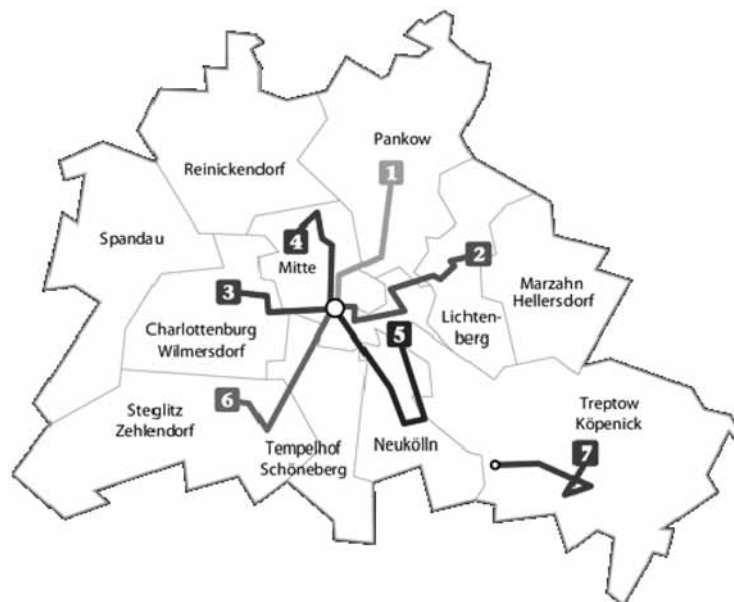 Pankow
Reinickendorf
1
Spandau
4
Mitte
2
3
Marzahn
Hellersdorf
Lichten-
berg
Charlottenburg
Wilmersdorf
5
6
Steglitz
Zehlendorf
Tempelhof
Schöneberg
Neukölln
Treptow
Köpenick
7